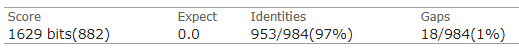 Score Expect Identities Gaps
1629 bits(882) 0.0 953/984(97%) 18/984(1%)